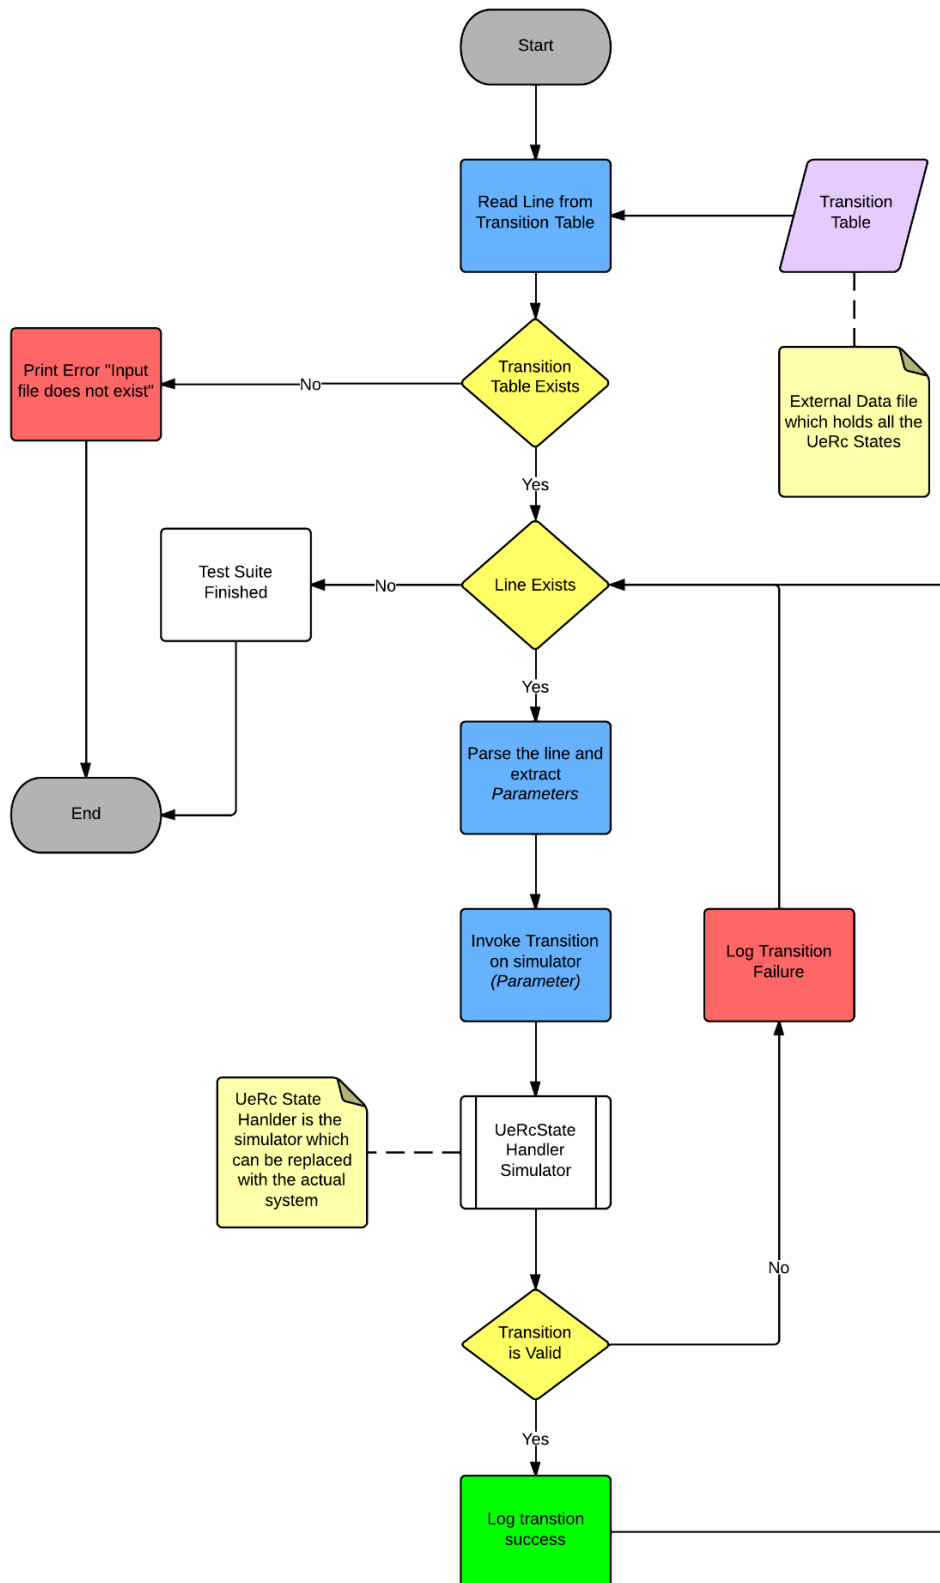 Start
Read Line from
Transition Table
Transition
Table
Transition
Table Exists
No
Print Error "Input
file does not exist"
External Data file
which holds all the
UeRc States
Yes
Line Exists
No
Test Suite
Finished
Yes
Parse the line and
extract
Parameters
End
Invoke Transition
on simulator
(Parameter)
Log Transition
Failure
UeRc State
Hanlder is the
simulator which
can be replaced
with the actual
system
UeRcState
Handler
Simulator
No
Transition
is Valid
Yes
Log transtion
success